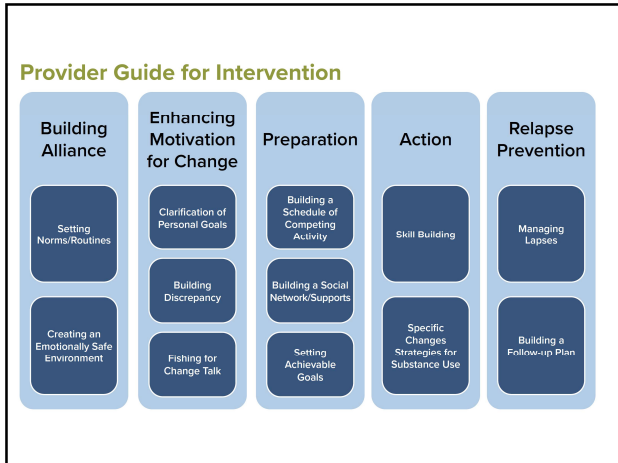 Provider Guide for Intervention
Building
Alliance
Setting
Norms/Routines
Creating an
Emotionally Safe
Environment
Enhancing
Motivation
for Change
Clarification of
Personal Goals
Building
Discrepancy
Fishing for
Change Talk
Preparation
Building
a Schedule of
Competing
Activity
Building a Social
Network/Supports
Setting
Achievable
Goals
Action
Skill Building
Specific
Changes
Strategies for
Substance Use
Relapse
Prevention
Managing
Lapses
Building a
Follow-up Plan